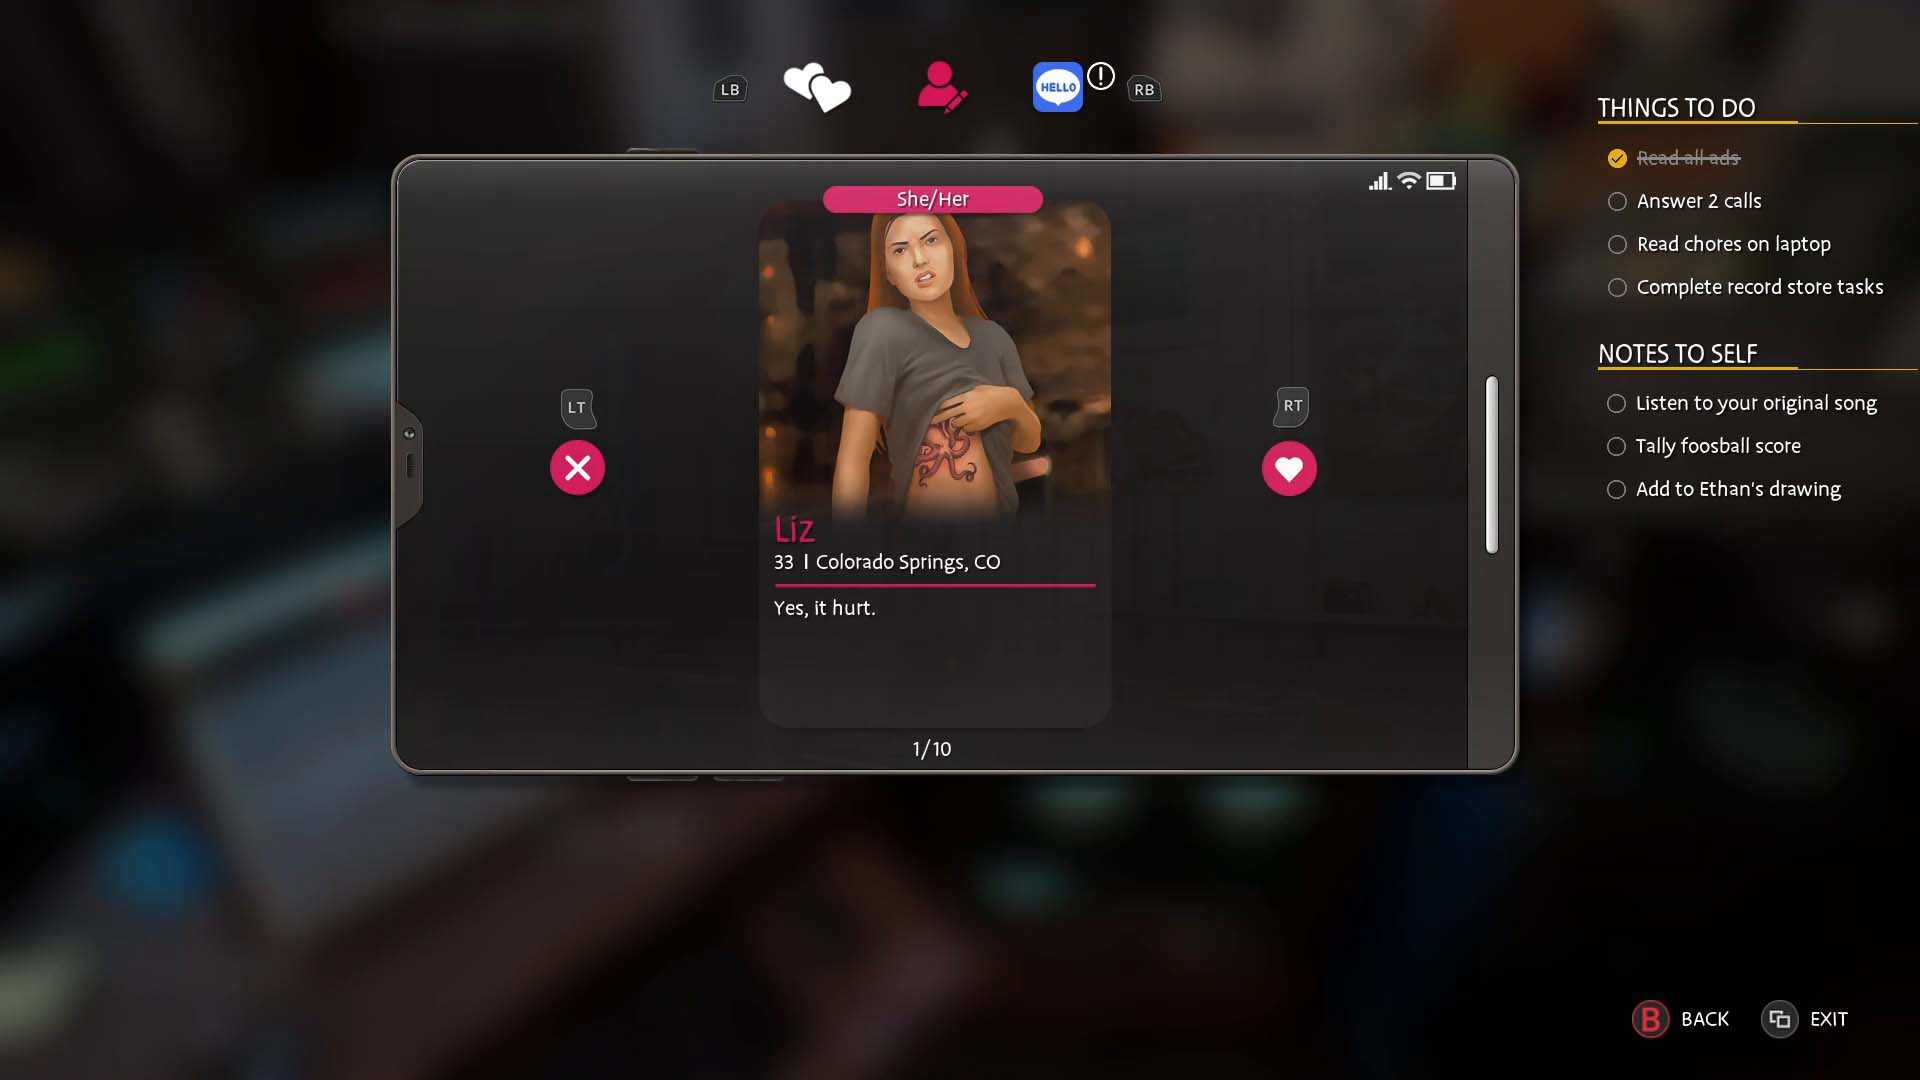 LB
HELLO
!
RB
She/Her
LT
RT
Liz
33 | Colorado Springs, CO
Yes, it hurt.
1/10
THINGS TO DO
Read all ads
Answer 2 calls
Read chores on laptop
Complete record store tasks
NOTES TO SELF
Listen to your original song
Tally foosball score
Add to Ethan's drawing
B BACK
EXIT